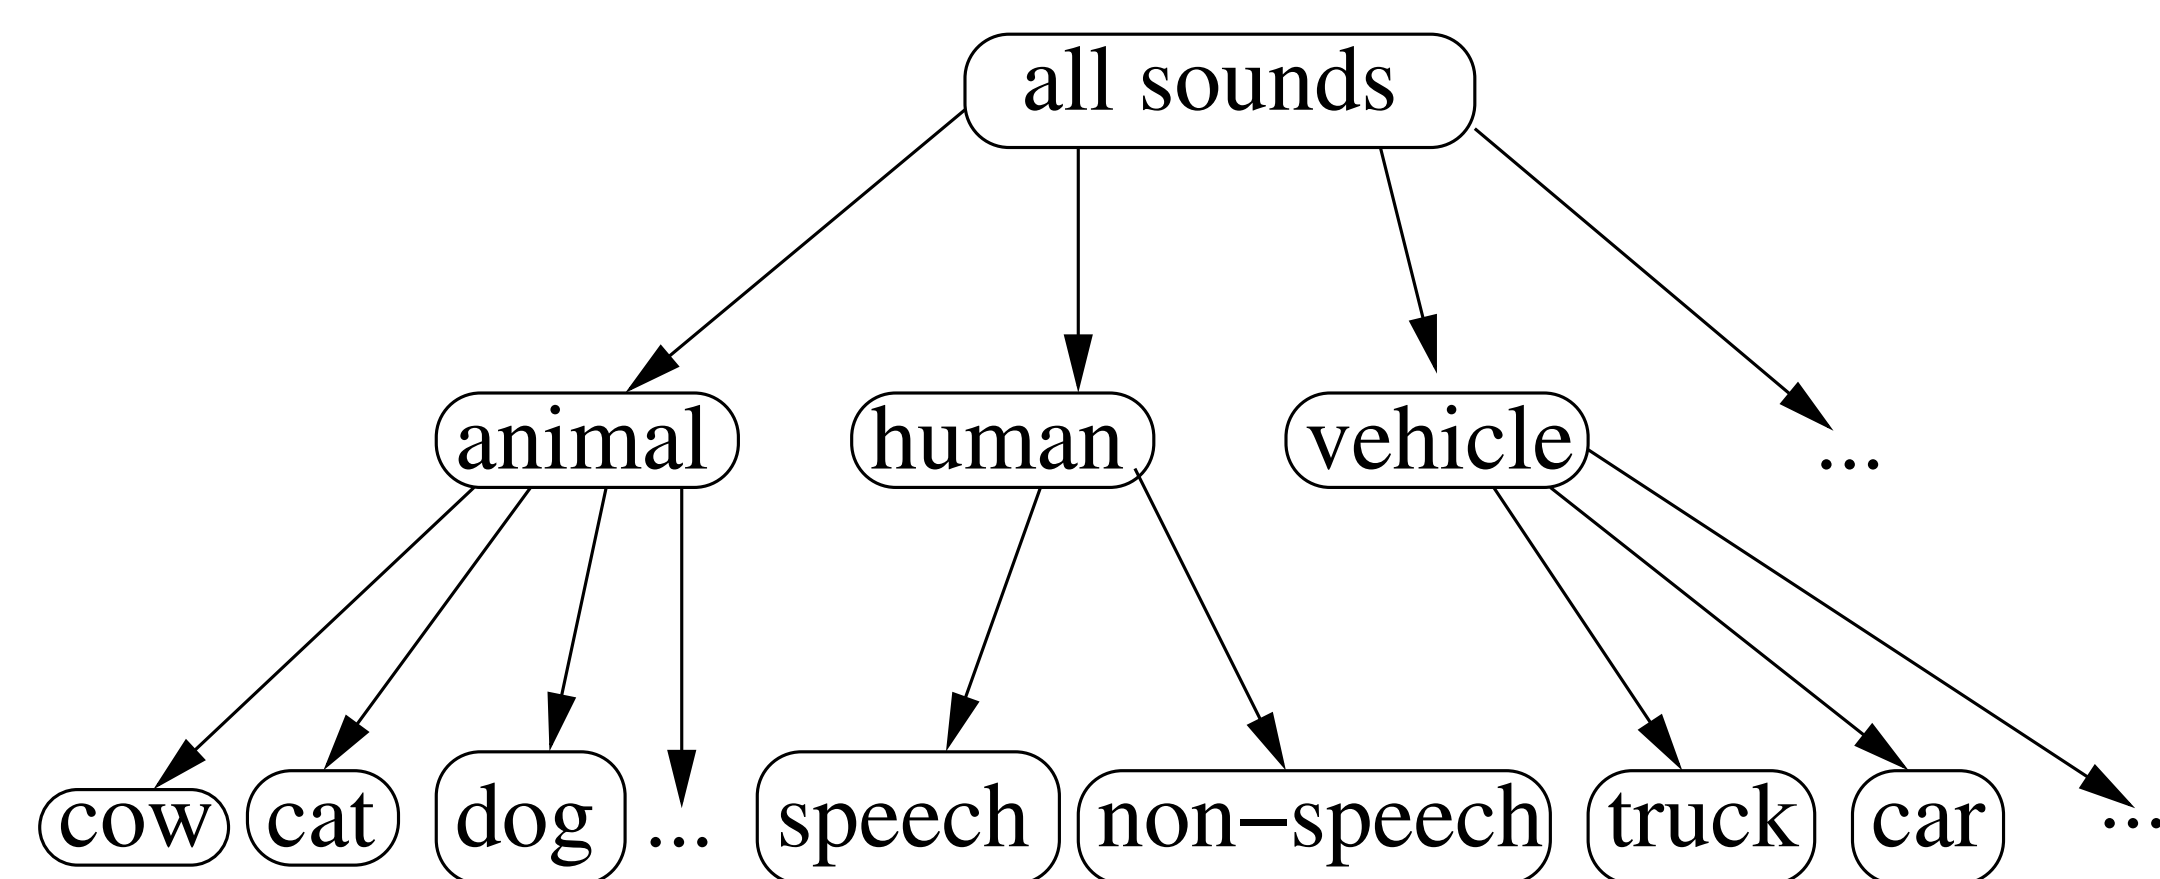 all sounds
animal human vehicle ...
cow cat dog ... speech non−speech truck car ...